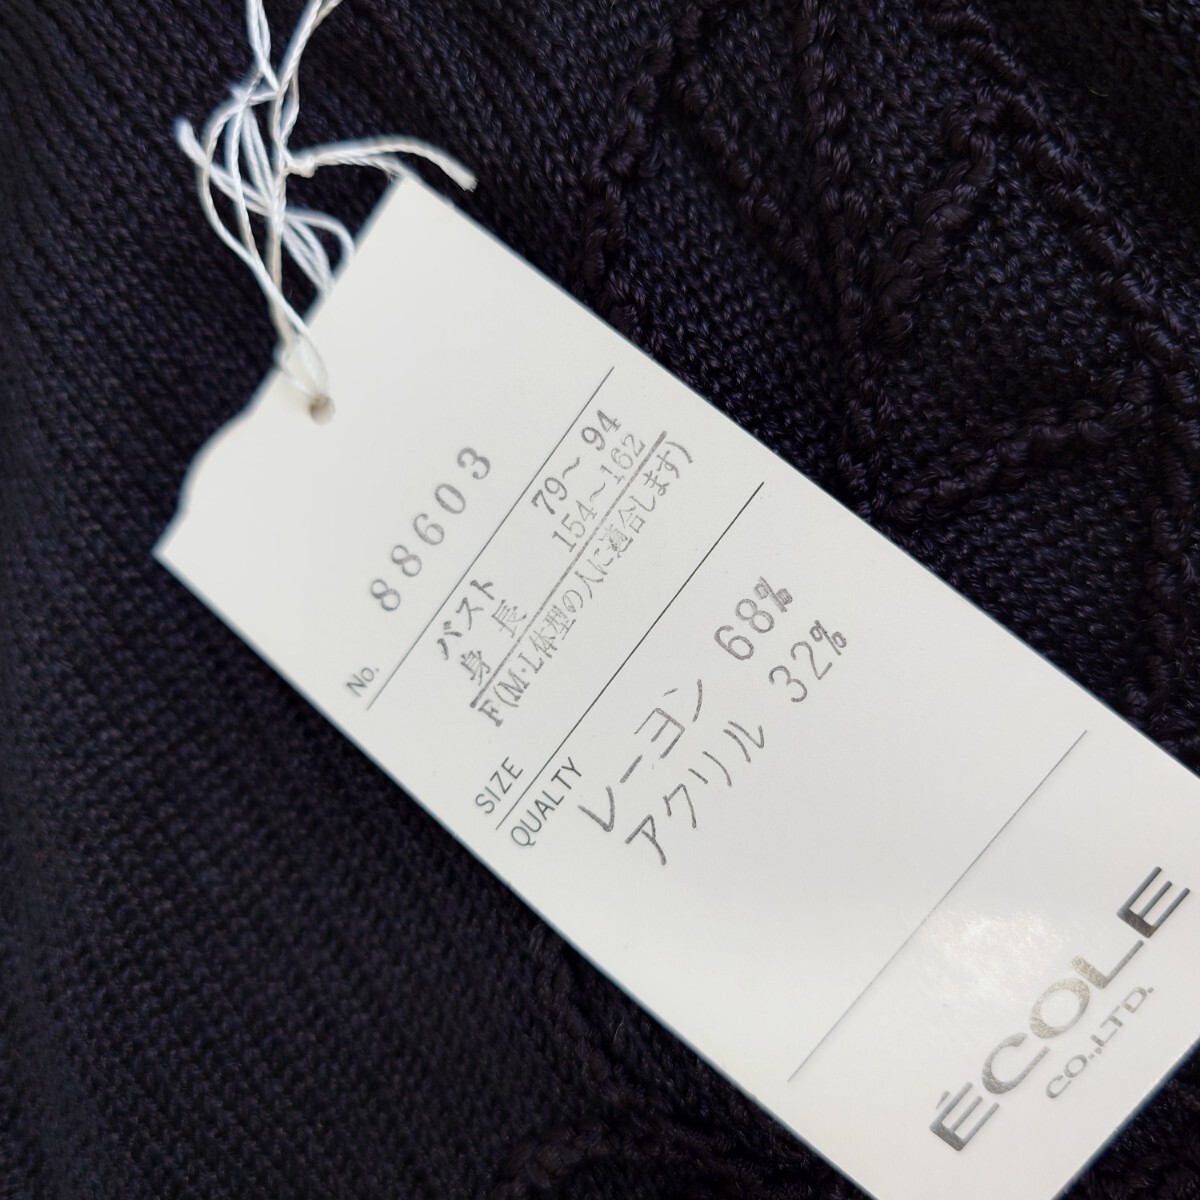 No. 88603
バスト 79～94
身長 154～162
F(M・L体型の人に適合します)
SIZE
QUALTY
レーヨン 68%
アクリル 32%
ÉCOLE
CO.,LTD.